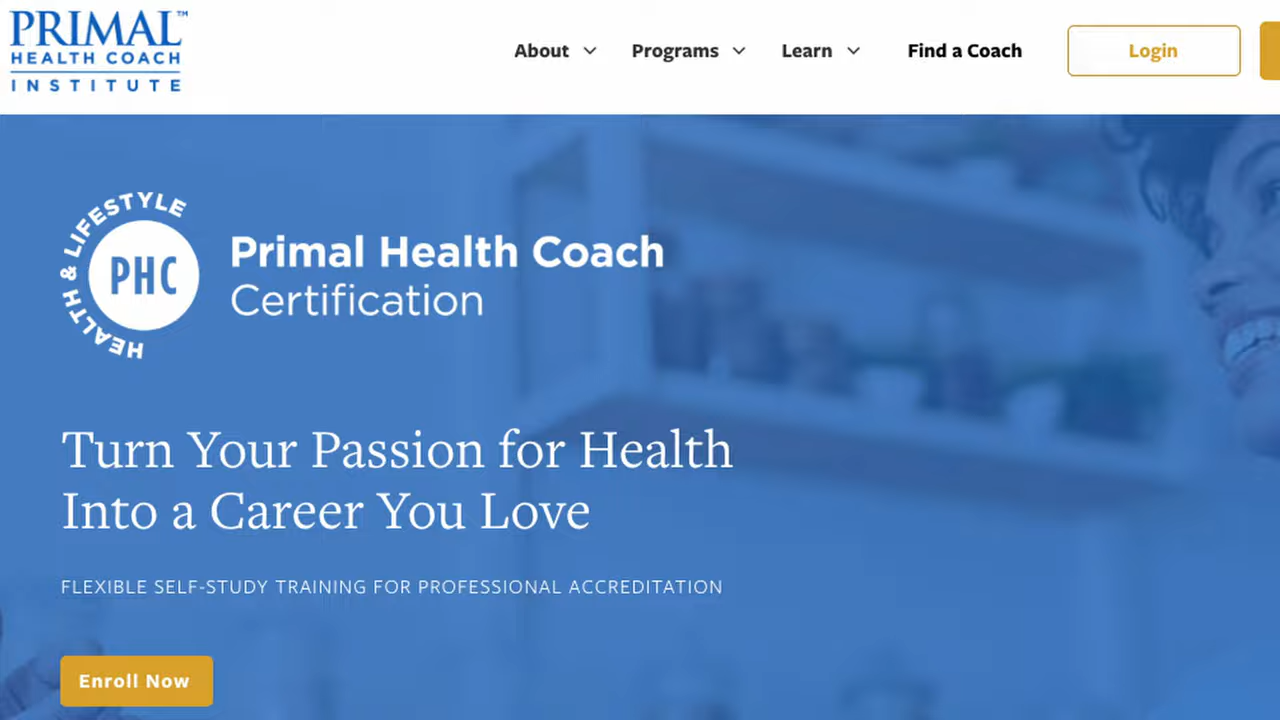 PRIMAL™
HEALTH COACH
INSTITUTE
About
Programs
Learn
Find a Coach
Login
HEALTH & LIFESTYLE
PHC
Primal Health Coach
Certification
Turn Your Passion for Health
Into a Career You Love
FLEXIBLE SELF-STUDY TRAINING FOR PROFESSIONAL ACCREDITATION
Enroll Now